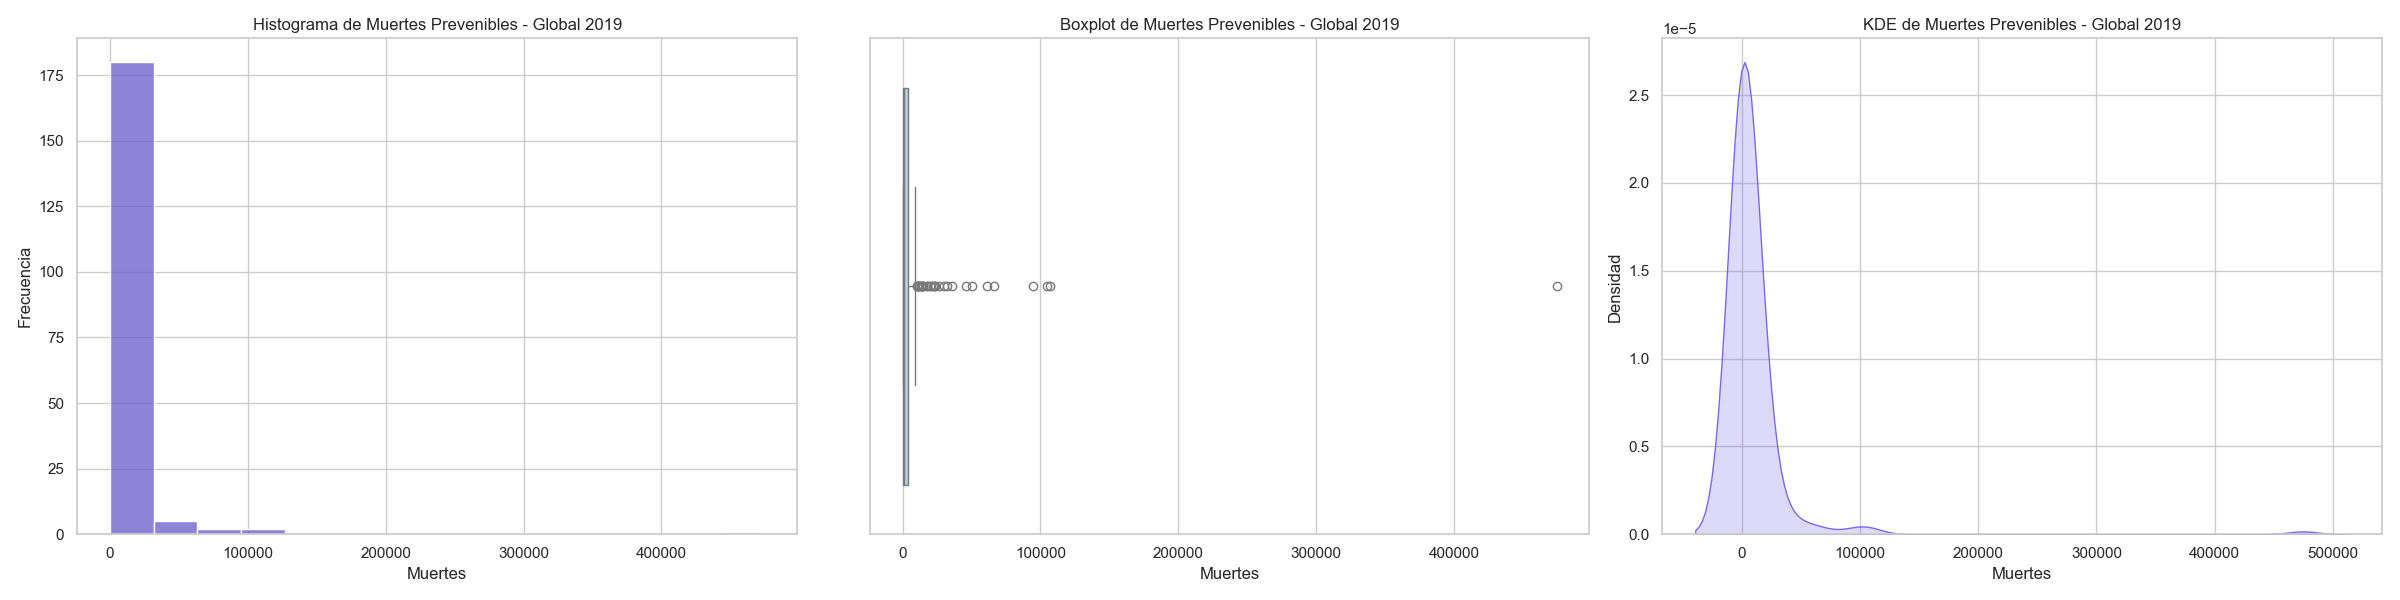 Histograma de Muertes Prevenibles - Global 2019
175
150
125
100
75
50
25
0
Frecuencia
0 100000 200000 300000 400000
Muertes
Boxplot de Muertes Prevenibles - Global 2019
0 100000 200000 300000 400000
Muertes
KDE de Muertes Prevenibles - Global 2019
1e−5
2.5
2.0
1.5
1.0
0.5
0.0
Densidad
0 100000 200000 300000 400000 500000
Muertes